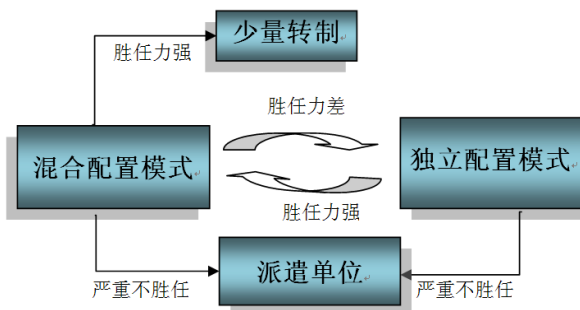 少量转制
胜任力强
胜任力差
混合配置模式
独立配置模式
胜任力强
派遣单位
严重不胜任
严重不胜任